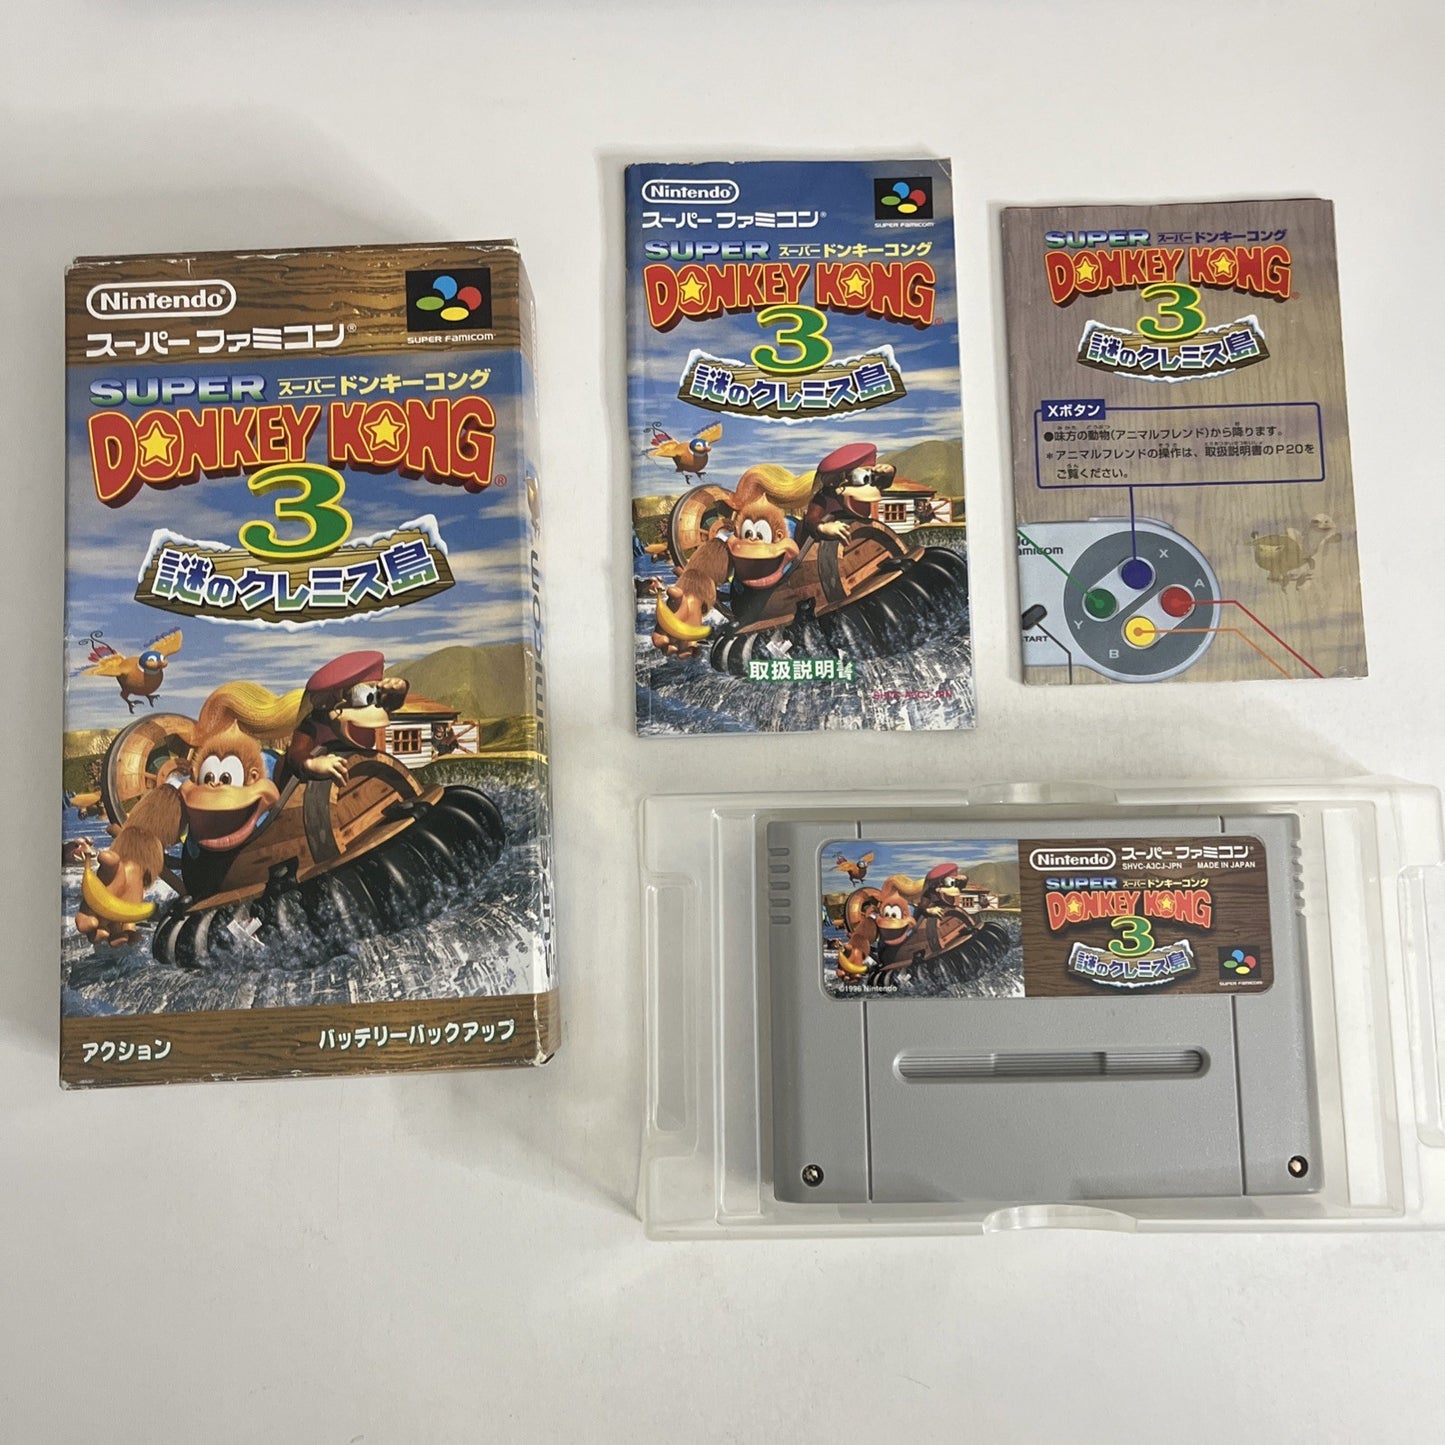 Nintendo®
スーパーファミコン®
SUPER FAMICOM
SUPER スーパードンキーコング
DONKEY KONG®
3
謎のクレミス島
アクション
バッテリーバックアップ
Nintendo®
スーパーファミコン®
SUPER FAMICOM
SUPER スーパードンキーコング
DONKEY KONG®
3
謎のクレミス島
取扱説明書
SHVC-A3CJ-JPN
SUPER スーパードンキーコング
DONKEY KONG®
3
謎のクレミス島
Xボタン
●味方の動物(アニマルフレンド)から降ります。
*アニマルフレンドの操作は、取扱説明書のP20を
ご覧ください。
X
A
Y
B
Nintendo®
スーパーファミコン®
SHVC-A3CJ-JPN MADE IN JAPAN
SUPER スーパードンキーコング
DONKEY KONG®
3
謎のクレミス島
SUPER FAMICOM
©1996 Nintendo